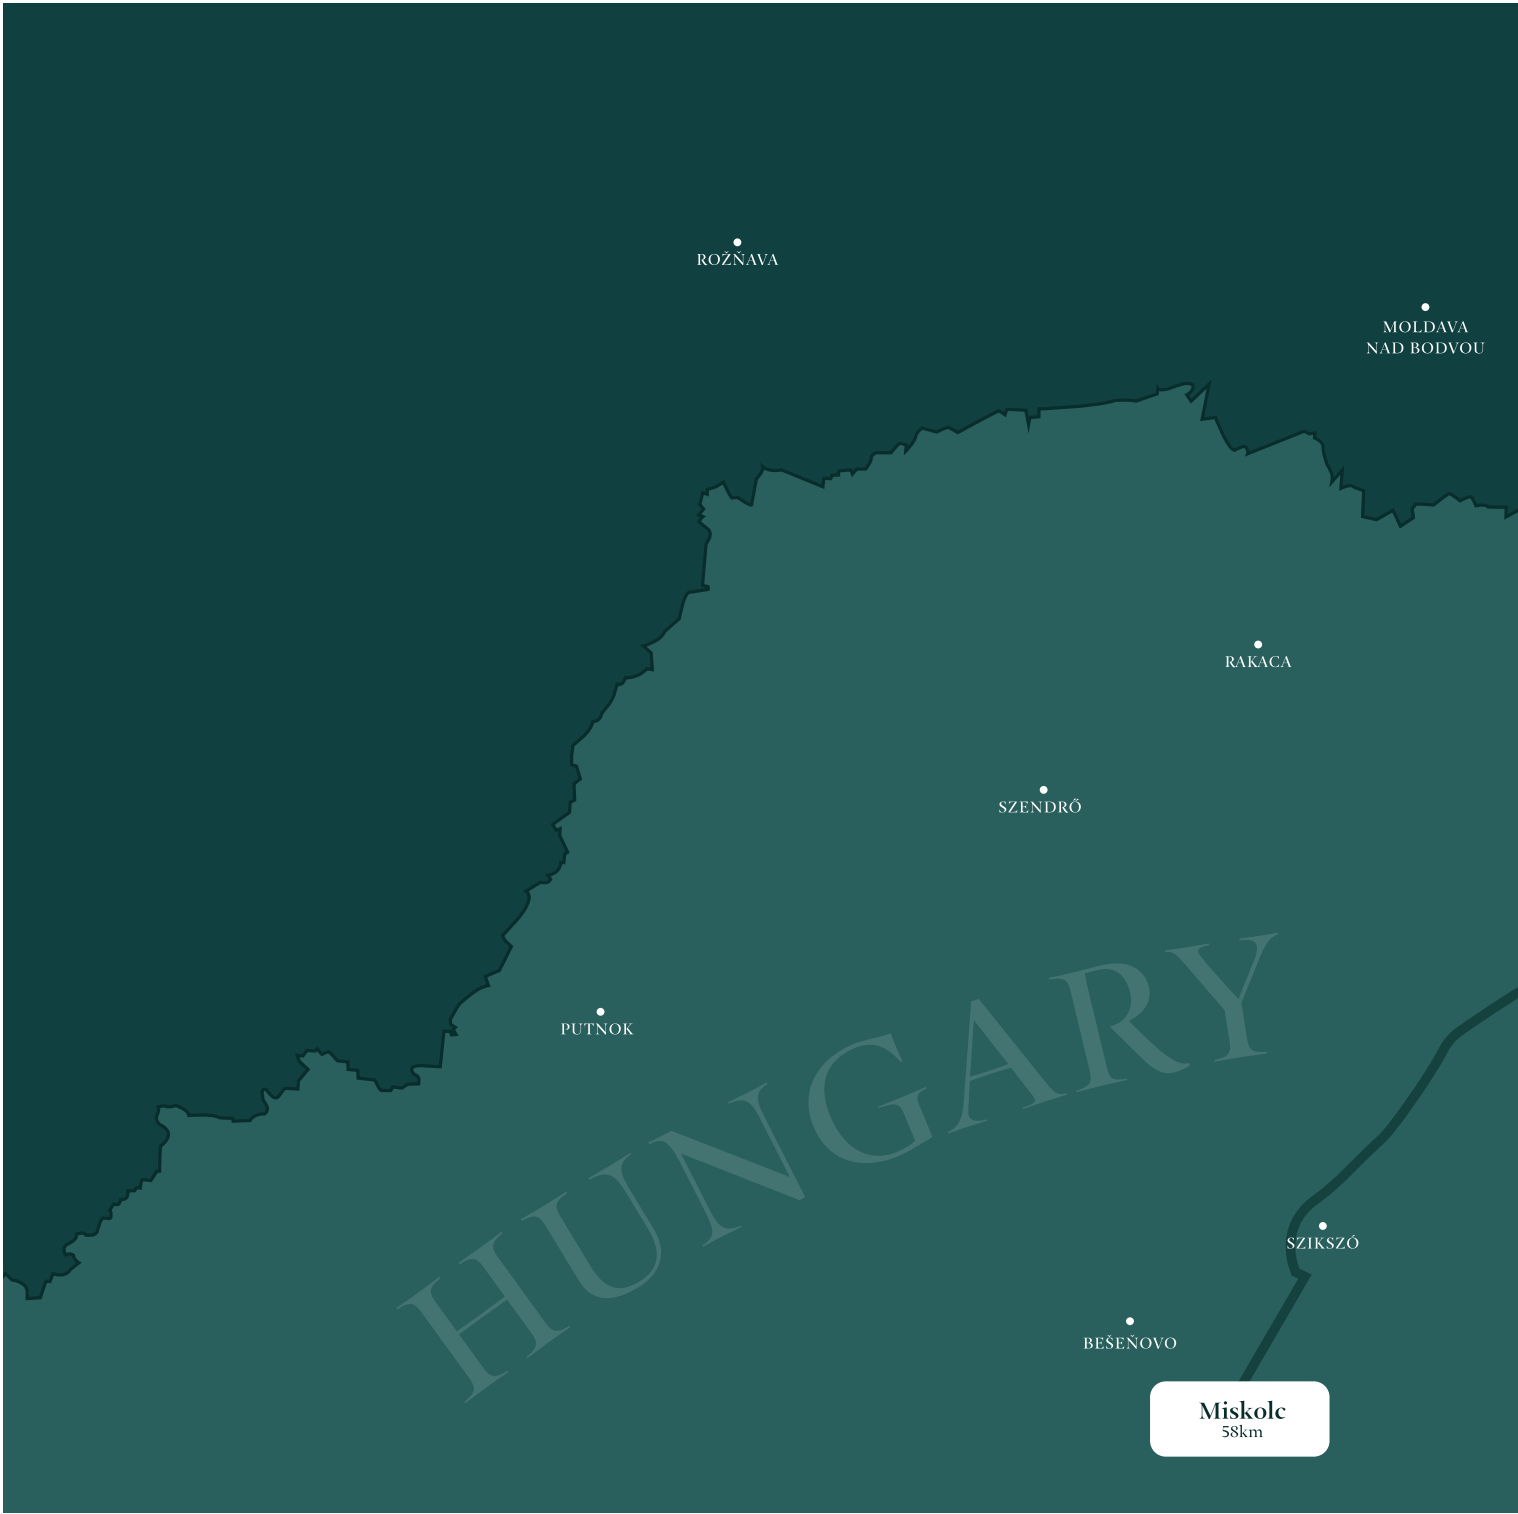 ROŽŇAVA
MOLDAVA
NAD BODVOU
RAKACA
SZENDRŐ
HUNGARY
PUTNOK
SZIKSZÓ
BEŠEŇOVO
Miskolc
58km